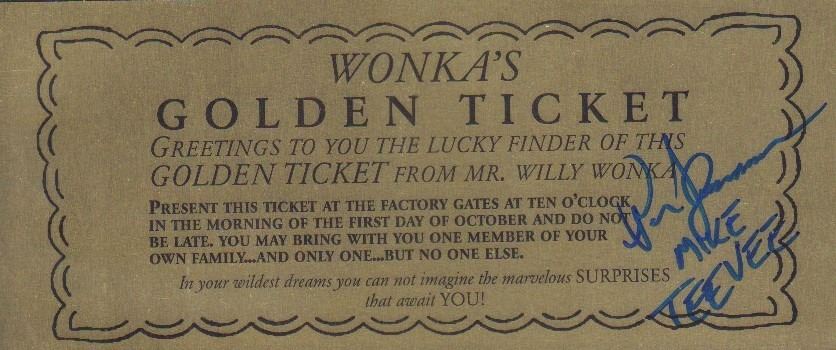 WONKA'S
GOLDEN TICKET
GREETINGS TO YOU THE LUCKY FINDER OF THIS
GOLDEN TICKET FROM MR. WILLY WONKA
PRESENT THIS TICKET AT THE FACTORY GATES AT TEN O'CLOCK
IN THE MORNING OF THE FIRST DAY OF OCTOBER AND DO NOT
BE LATE. YOU MAY BRING WITH YOU ONE MEMBER OF YOUR
OWN FAMILY...AND ONLY ONE...BUT NO ONE ELSE.
In your wildest dreams you can not imagine the marvelous SURPRISES
that await YOU!
MIKE
TEEVEE